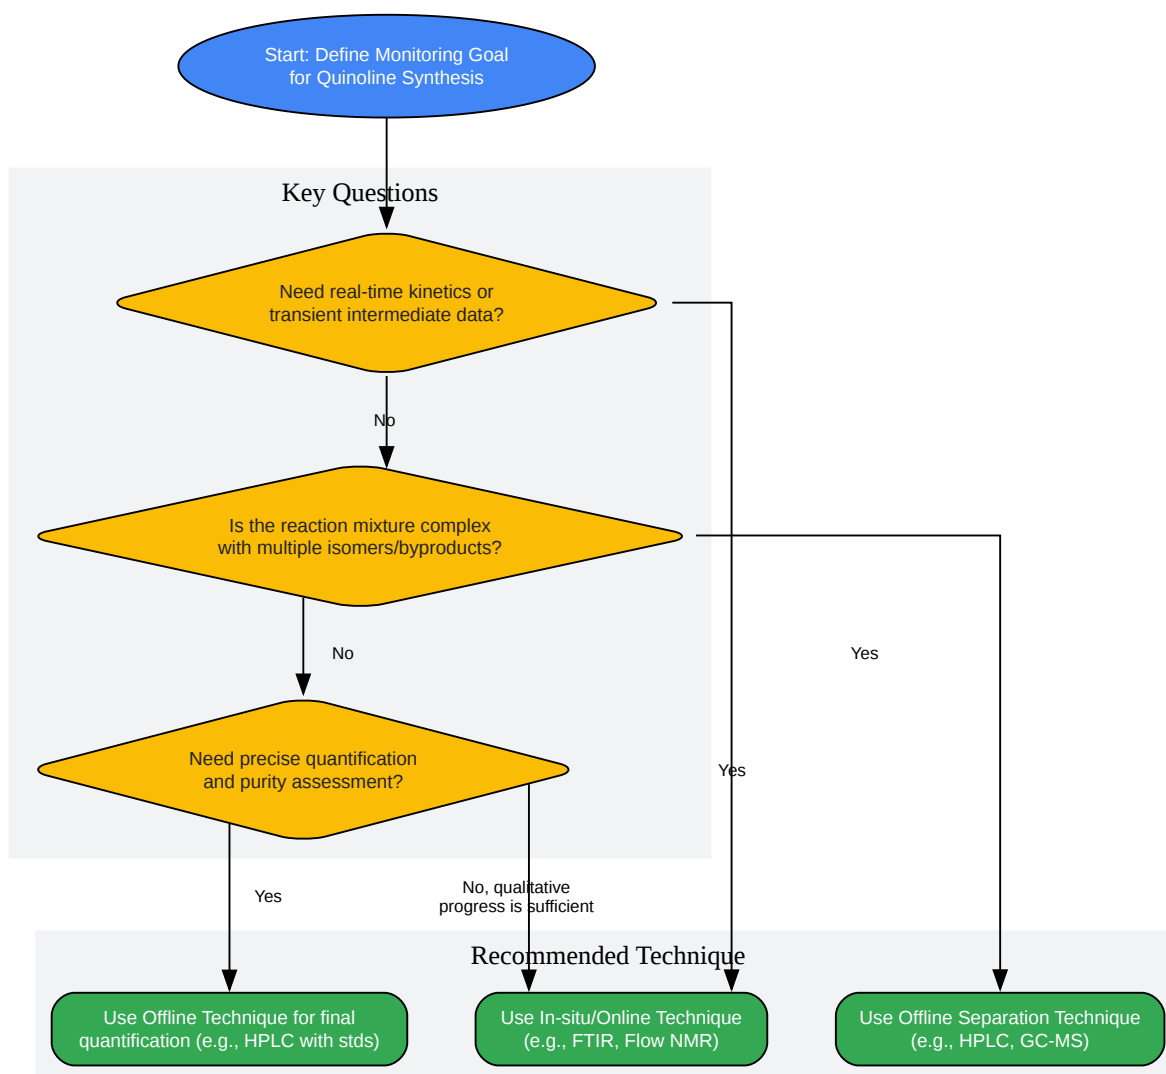 Start: Define Monitoring Goal
for Quinoline Synthesis
Key Questions
Need real-time kinetics or
transient intermediate data?
No
Is the reaction mixture complex
with multiple isomers/byproducts?
No
Yes
Need precise quantification
and purity assessment?
Yes
Yes
No, qualitative
progress is sufficient
Recommended Technique
Use Offline Technique for final
quantification (e.g., HPLC with stds)
Use In-situ/Online Technique
(e.g., FTIR, Flow NMR)
Use Offline Separation Technique
(e.g., HPLC, GC-MS)